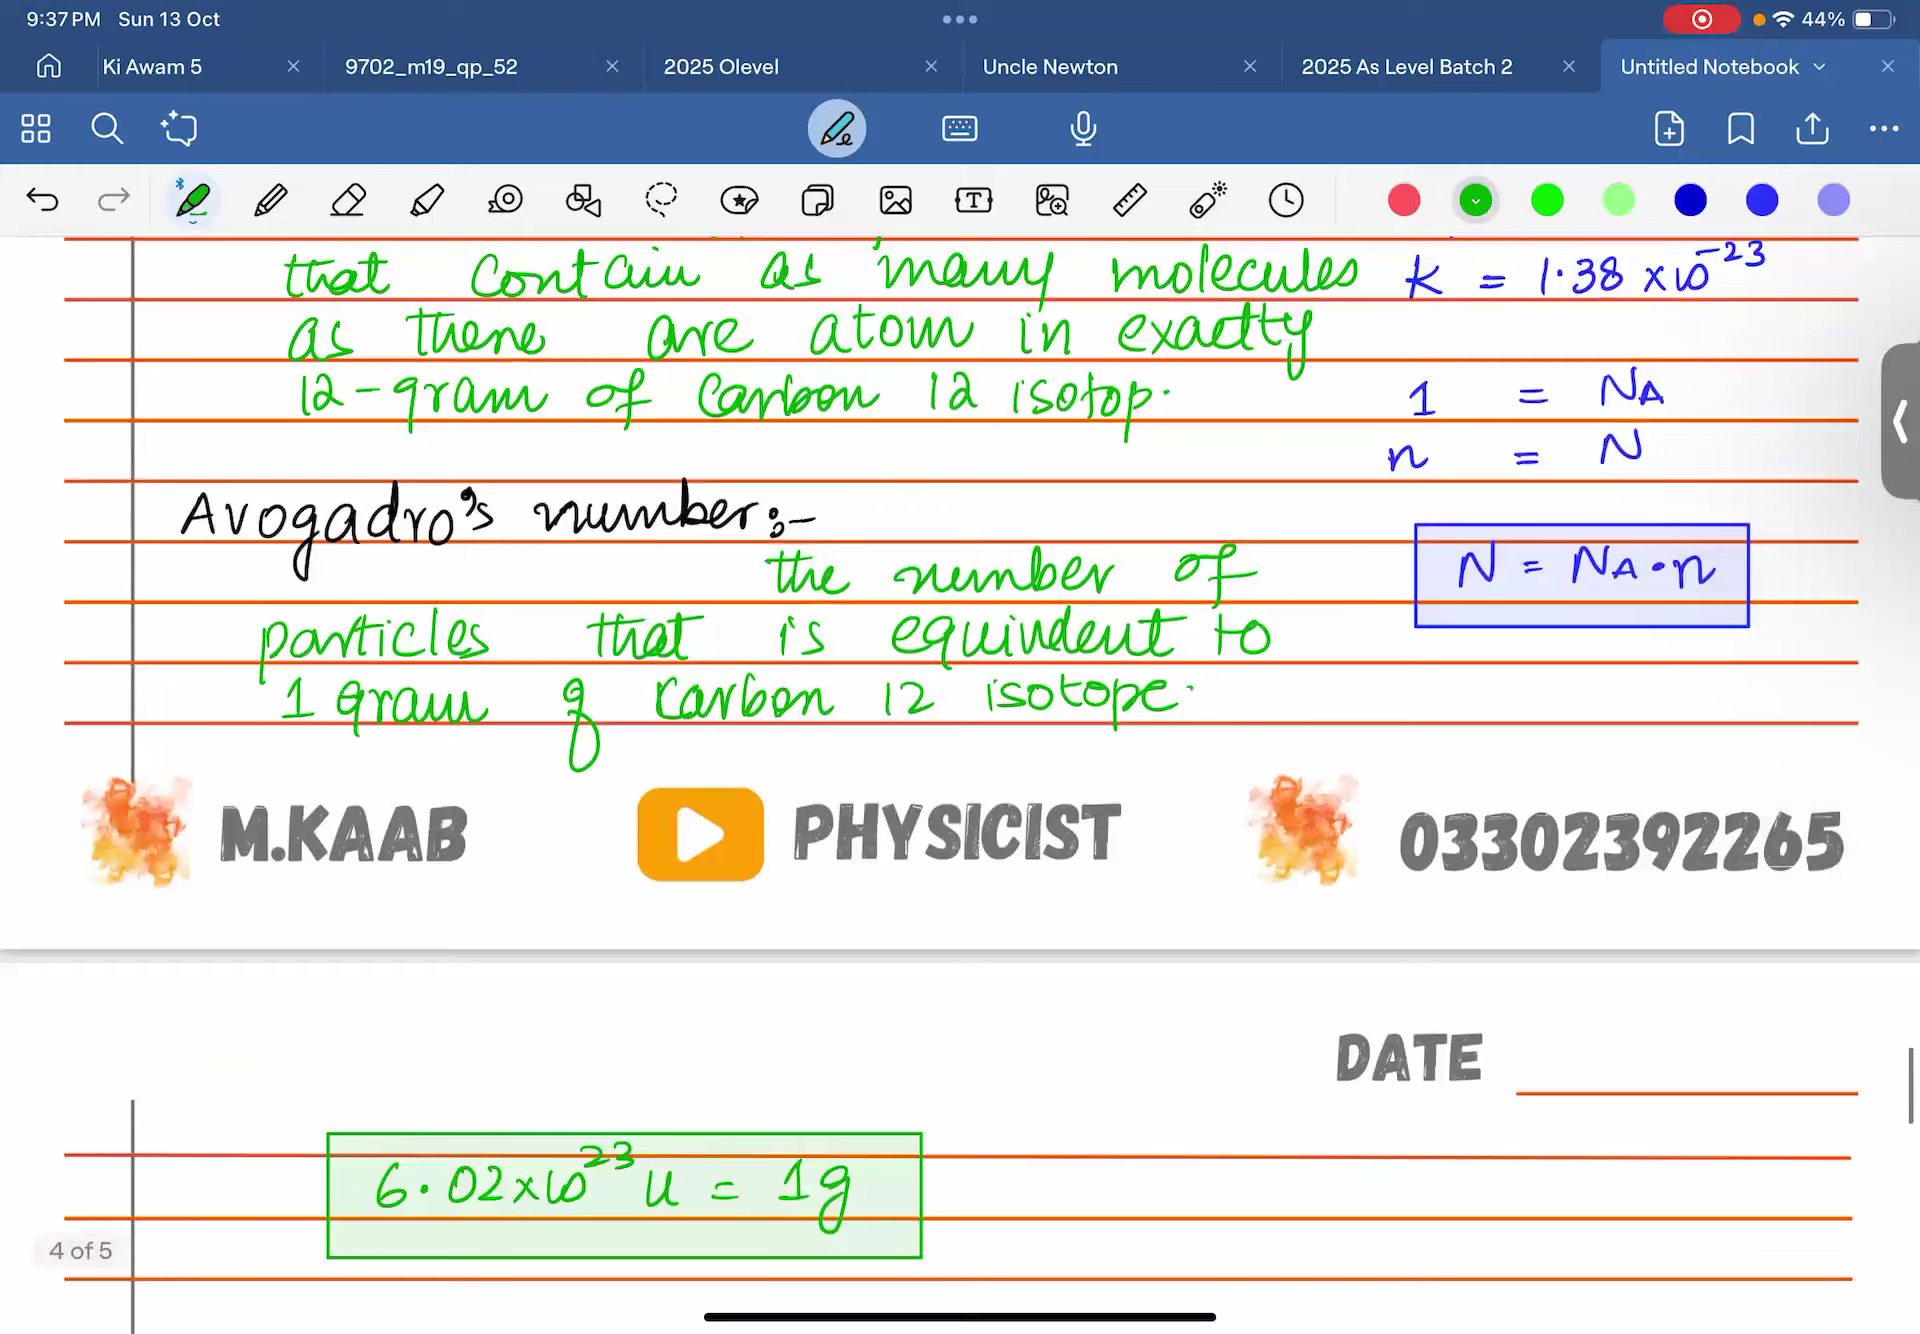 9:37 PM Sun 13 Oct
44%
Ki Awam 5
9702_m19_qp_52
2025 Olevel
Uncle Newton
2025 As Level Batch 2
Untitled Notebook
that contain as many molecules k = 1.38 x10⁻²³
as there are atom in exactly
12-gram of carbon 12 isotop. 1 = NA
n = N
Avogadro's number:-
the number of N = NA.n
particles that is equivdent to
1 gram of carbon 12 isotope.
M.KAAB PHYSICIST 03302392265
DATE
6.02x10²³ u = 1g
4 of 5